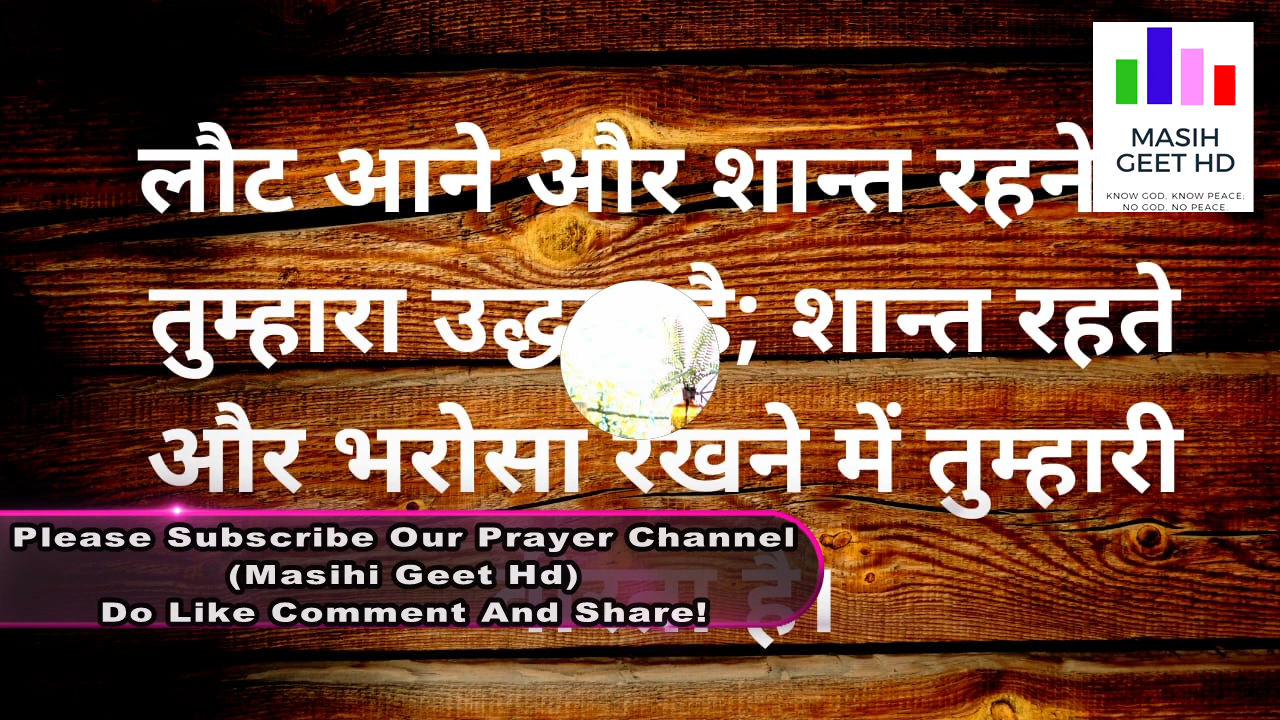 लौट आने और शान्त रहने
MASIH
GEET HD
KNOW GOD, KNOW PEACE;
NO GOD, NO PEACE.
तुम्हारा है; शान्त रहते
और भरोसा रखने में तुम्हारी
है।
Please Subscribe Our Prayer Channel
(Masihi Geet Hd)
Do Like Comment And Share!